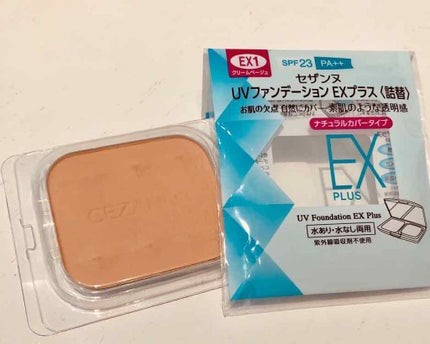 EX1
クリームベージュ
SPF23 PA++
セザンヌ
UVファンデーション EXプラス〈詰替〉
お肌の欠点 自然にカバー 素肌のような透明感
ナチュラルカバータイプ
EX
PLUS
UV Foundation EX Plus
水あり・水なし両用
紫外線吸収剤不使用